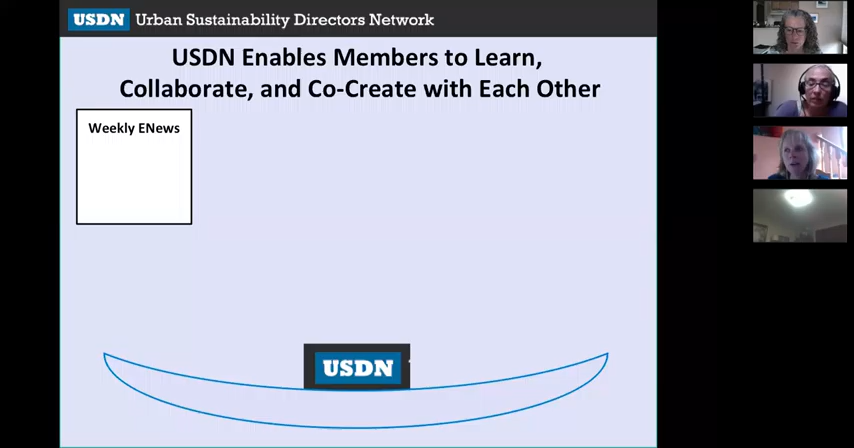 USDN Urban Sustainability Directors Network
USDN Enables Members to Learn,
Collaborate, and Co-Create with Each Other
Weekly ENews
USDN